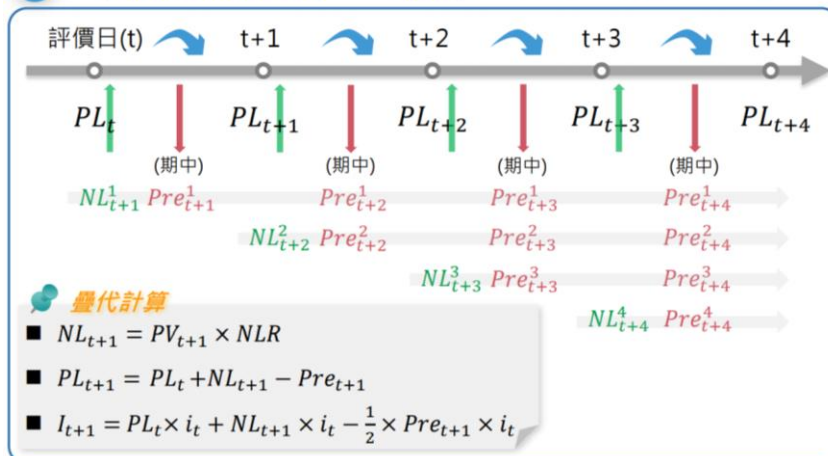 評價日(t) t+1 t+2 t+3 t+4
PL_t PL_{t+1} PL_{t+2} PL_{t+3} PL_{t+4}
(期中) (期中) (期中) (期中)
NL^1_{t+1} Pre^1_{t+1} Pre^1_{t+2} Pre^1_{t+3} Pre^1_{t+4}
NL^2_{t+2} Pre^2_{t+2} Pre^2_{t+3} Pre^2_{t+4}
NL^3_{t+3} Pre^3_{t+3} Pre^3_{t+4}
NL^4_{t+4} Pre^4_{t+4}
疊代計算
■ NL_{t+1} = PV_{t+1} × NLR
■ PL_{t+1} = PL_t + NL_{t+1} − Pre_{t+1}
■ I_{t+1} = PL_t × i_t + NL_{t+1} × i_t − 1/2 × Pre_{t+1} × i_t